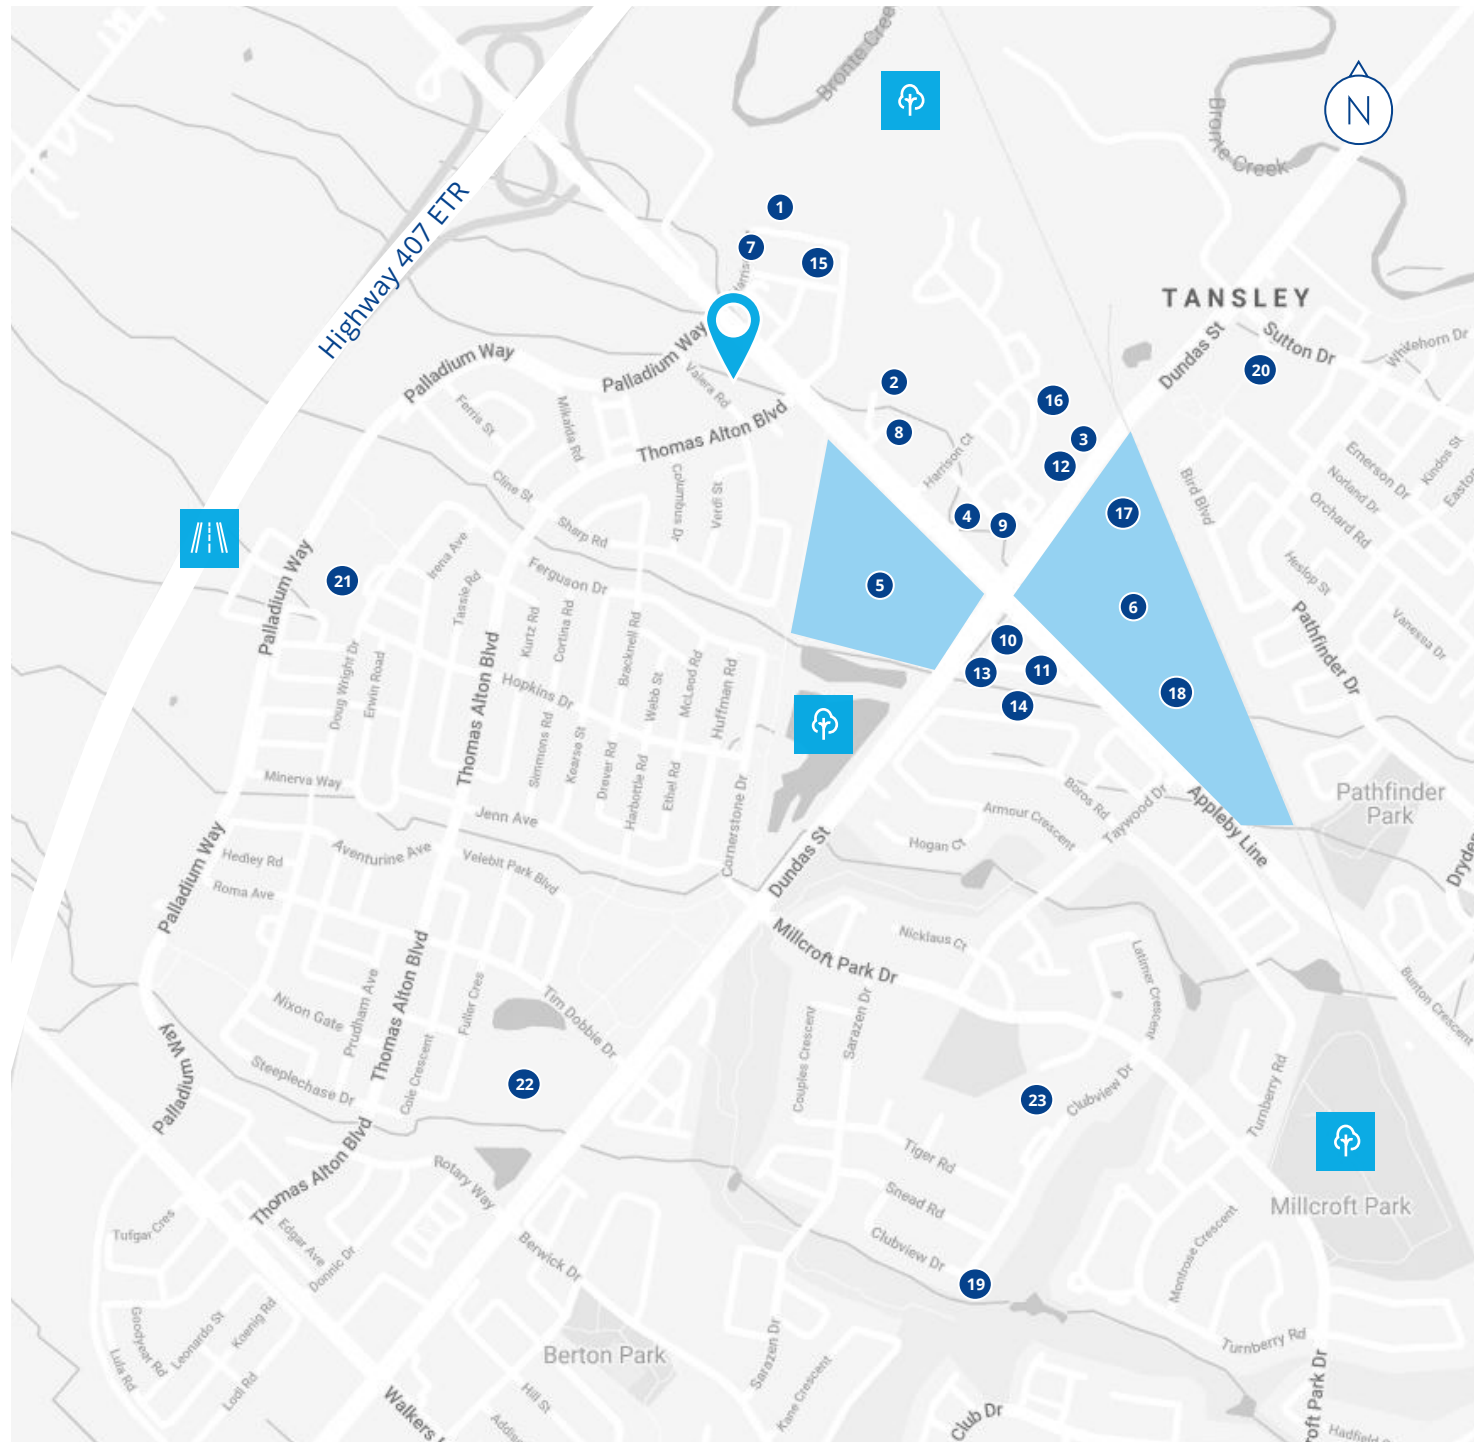 Bronte Cree
Bronte Creek
N
Highway 407 ETR
1
7
15
TANSLEY
Dundas St
Sutton Dr
Whitehorn Dr
20
Palladium Way
Palladium Way
Valera Rd
Thomas Alton Blvd
Ferris St
Mikalda Rd
2
8
16
3
12
Harrison Ct
4
9
17
Bird Blvd
Emerson Dr
Norland Dr
Orchard Rd
Kindos St
Easto
Heslop St
Cline St
Sharp Rd
Columbus Dr
Verdi St
Ferguson Dr
Irena Ave
Tassie Rd
21
Palladium Way
5
6
Kurtz Rd
Cortina Rd
Bracknell Rd
Webb St
McLeod Rd
Huffman Rd
Doug Wright Dr
Erwin Road
Thomas Alton Blvd
Hopkins Dr
10
13
11
14
18
Pathfinder Dr
Vanessa Dr
Simmons Rd
Kearse St
Drever Rd
Harbottle Rd
Ethel Rd
Cornerstone Dr
Minerva Way
Jenn Ave
Boros Rd
Taywood Dr
Appleby Line
Pathfinder
Park
Armour Crescent
Hogan Ct
Dryde
Palladium Way
Hedley Rd
Roma Ave
Aventurine Ave
Velebit Park Blvd
Dundas St
Millcroft Park Dr
Nicklaus Ct
Latimer Crescent
Bunton Crescent
Nixon Gate
Prudham Ave
Thomas Alton Blvd
Fuller Cres
Tim Dobbie Dr
Couples Crescent
Sarazen Dr
Palladium Way
Steeplechase Dr
Cole Crescent
22
23
Clubview Dr
Turnberry Rd
Thomas Alton Blvd
Rotary Way
Tiger Rd
Snead Rd
Clubview Dr
19
Millcroft Park
Montrose Crescent
Tufgar Cres
Edgar Ave
Donnic Dr
Berwick Dr
Goodyear Rd
Lula Rd
Leonardo St
Koenig Rd
Lodi Rd
Berton Park
Sarazen Dr
Kane Crescent
Turnberry Rd
Walkers
Hill St
Addis
Club Dr
roft Park Dr
Hadfield